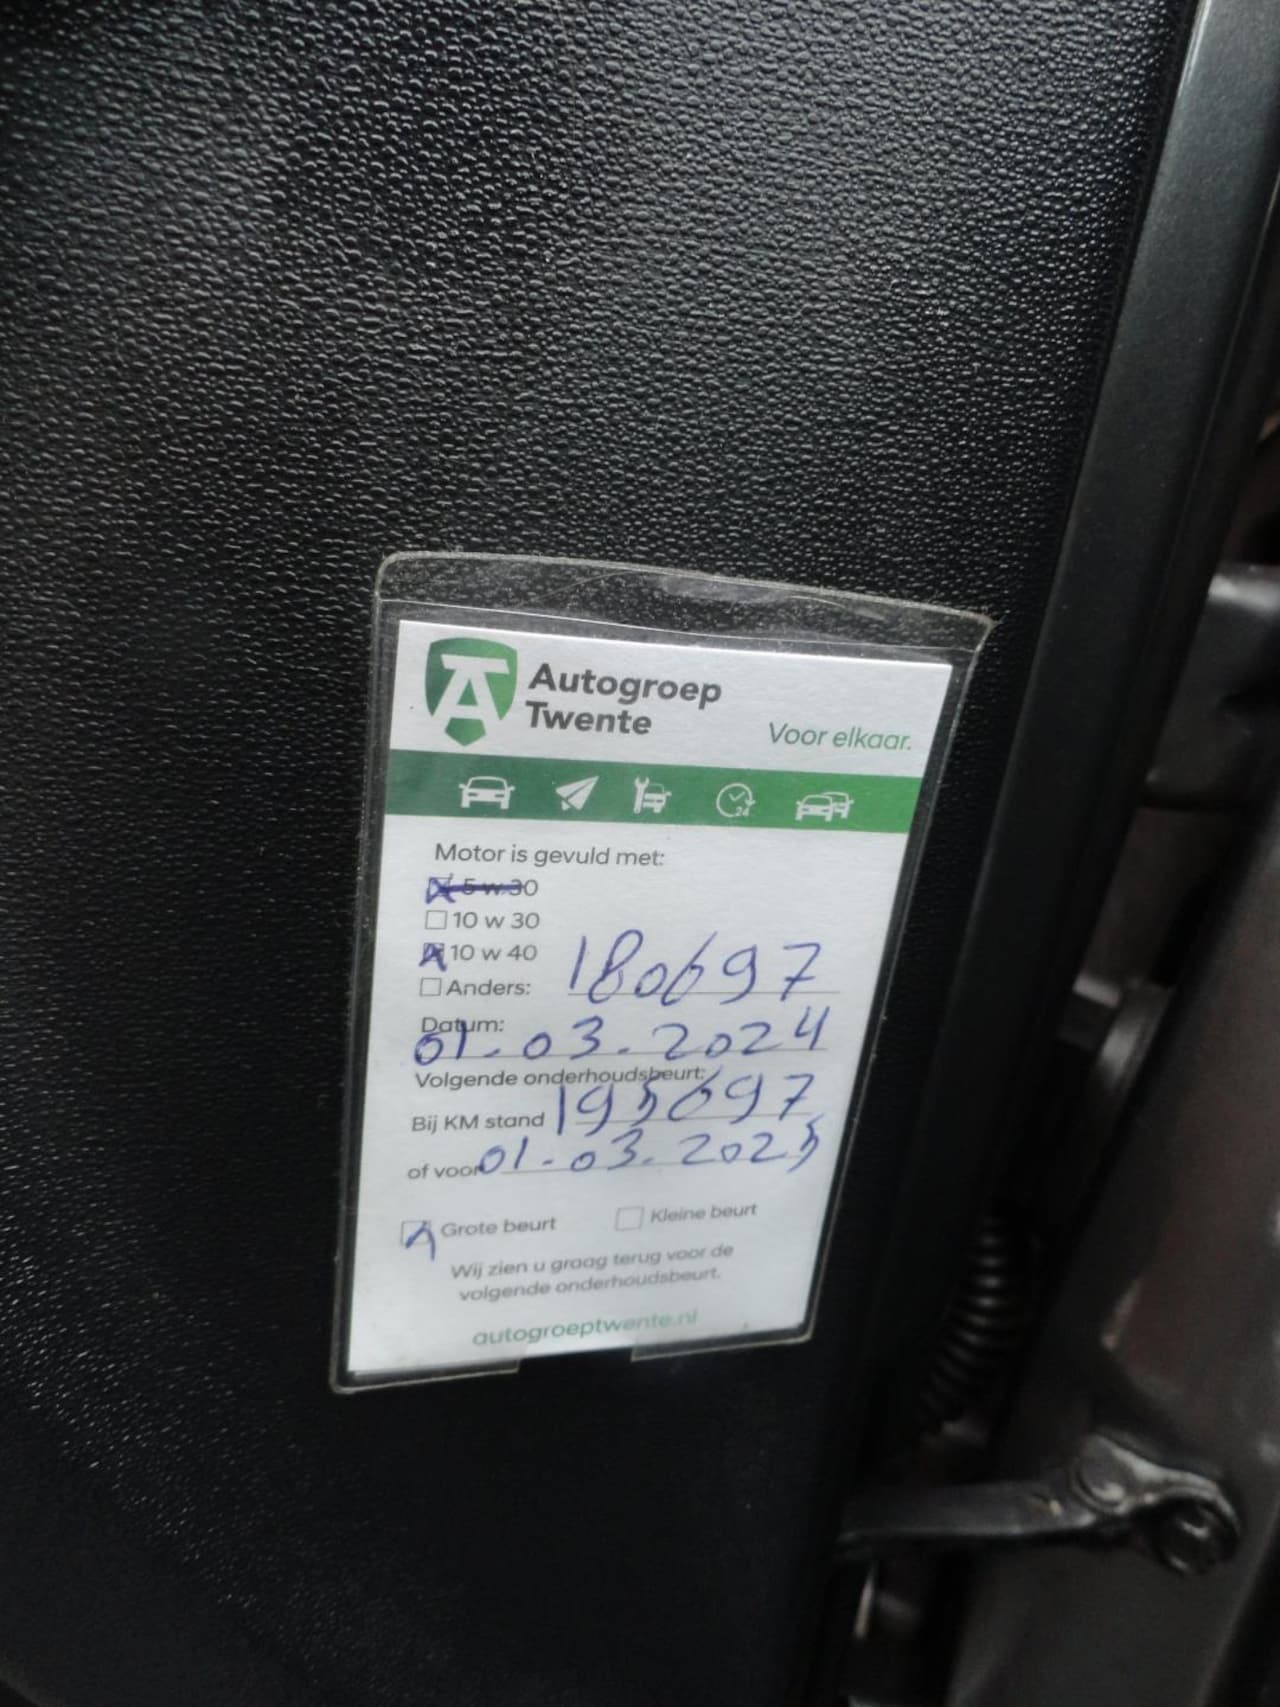 Autogroep
Twente
Voor elkaar.
24
Motor is gevuld met:
5 w 30
10 w 30
10 w 40
180697
Anders:
Datum:
01.03.2024
Volgende onderhoudsbeurt:
Bij KM stand 195697
of voor 01.03.2025
Grote beurt Kleine beurt
Wij zien u graag terug voor de
volgende onderhoudsbeurt.
autogroeptwente.nl